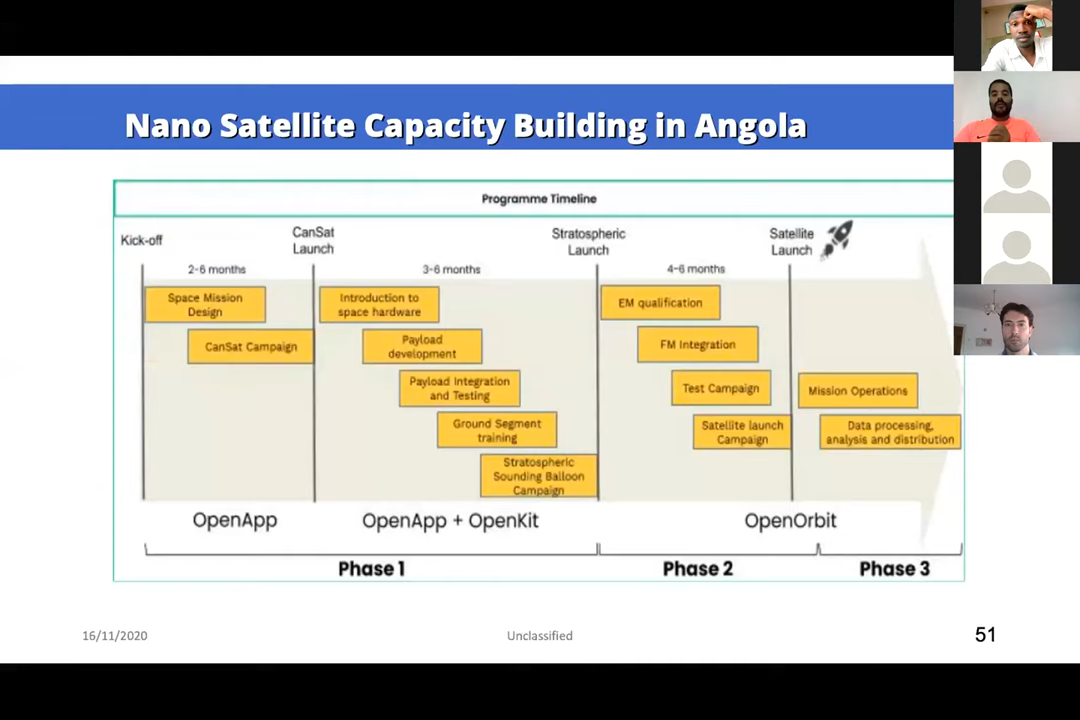 Nano Satellite Capacity Building in Angola
Programme Timeline
Kick-off
CanSat
Launch
Stratospheric
Launch
Satellite
Launch
2-6 months
3-6 months
4-6 months
Space Mission
Design
CanSat Campaign
Introduction to
space hardware
Payload
development
Payload Integration
and Testing
Ground Segment
training
Stratospheric
Sounding Balloon
Campaign
EM qualification
FM Integration
Test Campaign
Satellite launch
Campaign
Mission Operations
Data processing,
analysis and distribution
OpenApp
OpenApp + OpenKit
OpenOrbit
Phase 1
Phase 2
Phase 3
16/11/2020
Unclassified
51